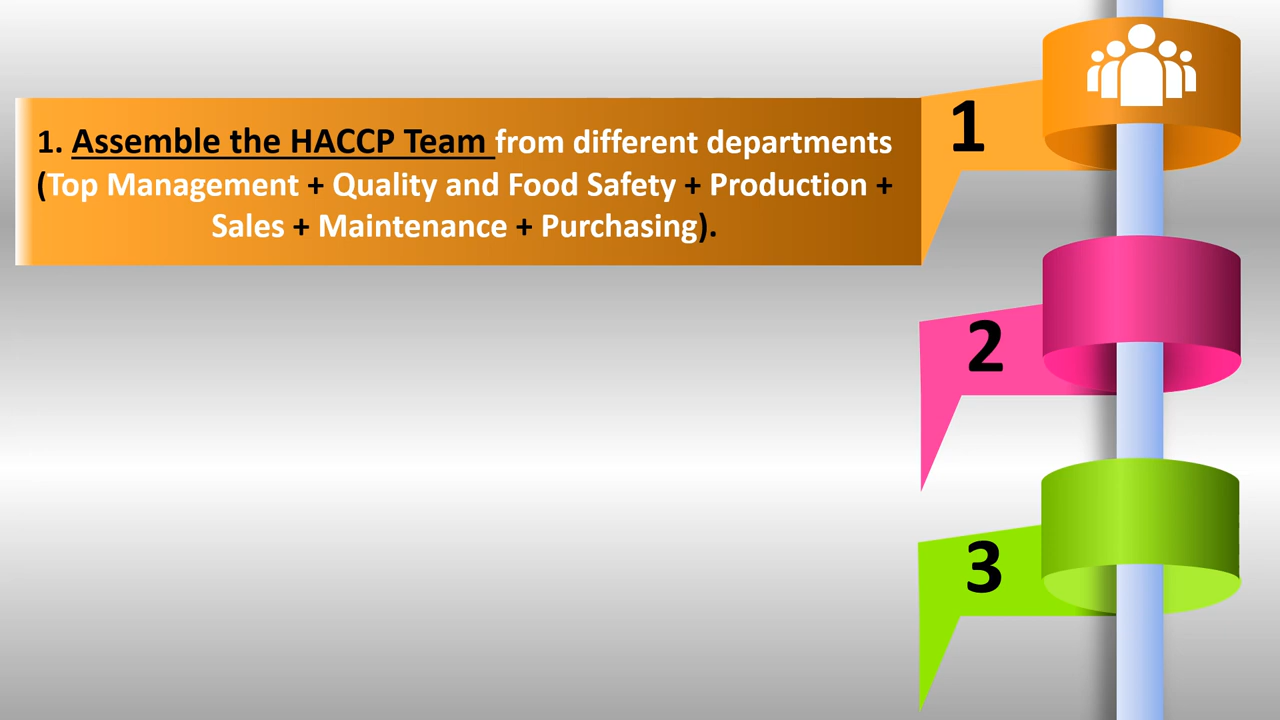 1. Assemble the HACCP Team from different departments
(Top Management + Quality and Food Safety + Production +
Sales + Maintenance + Purchasing).
1
2
3